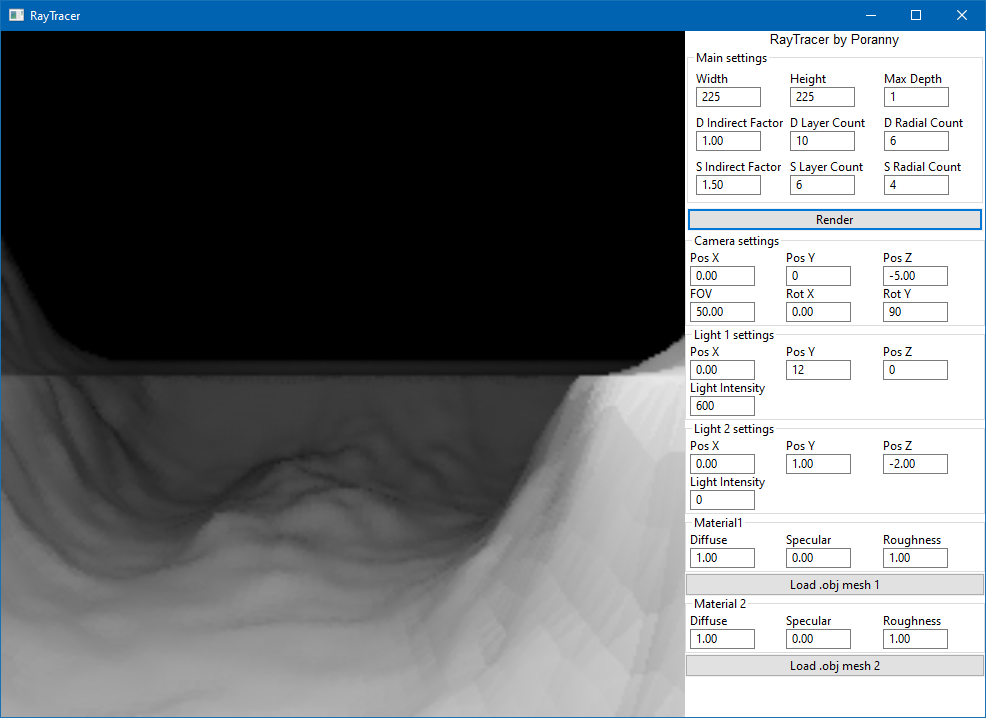 RayTracer
RayTracer by Poranny
Main settings
Width Height Max Depth
225 225 1
D Indirect Factor D Layer Count D Radial Count
1.00 10 6
S Indirect Factor S Layer Count S Radial Count
1.50 6 4
Render
Camera settings
Pos X Pos Y Pos Z
0.00 0 -5.00
FOV Rot X Rot Y
50.00 0.00 90
Light 1 settings
Pos X Pos Y Pos Z
0.00 12 0
Light Intensity
600
Light 2 settings
Pos X Pos Y Pos Z
0.00 1.00 -2.00
Light Intensity
0
Material1
Diffuse Specular Roughness
1.00 0.00 1.00
Load .obj mesh 1
Material 2
Diffuse Specular Roughness
1.00 0.00 1.00
Load .obj mesh 2